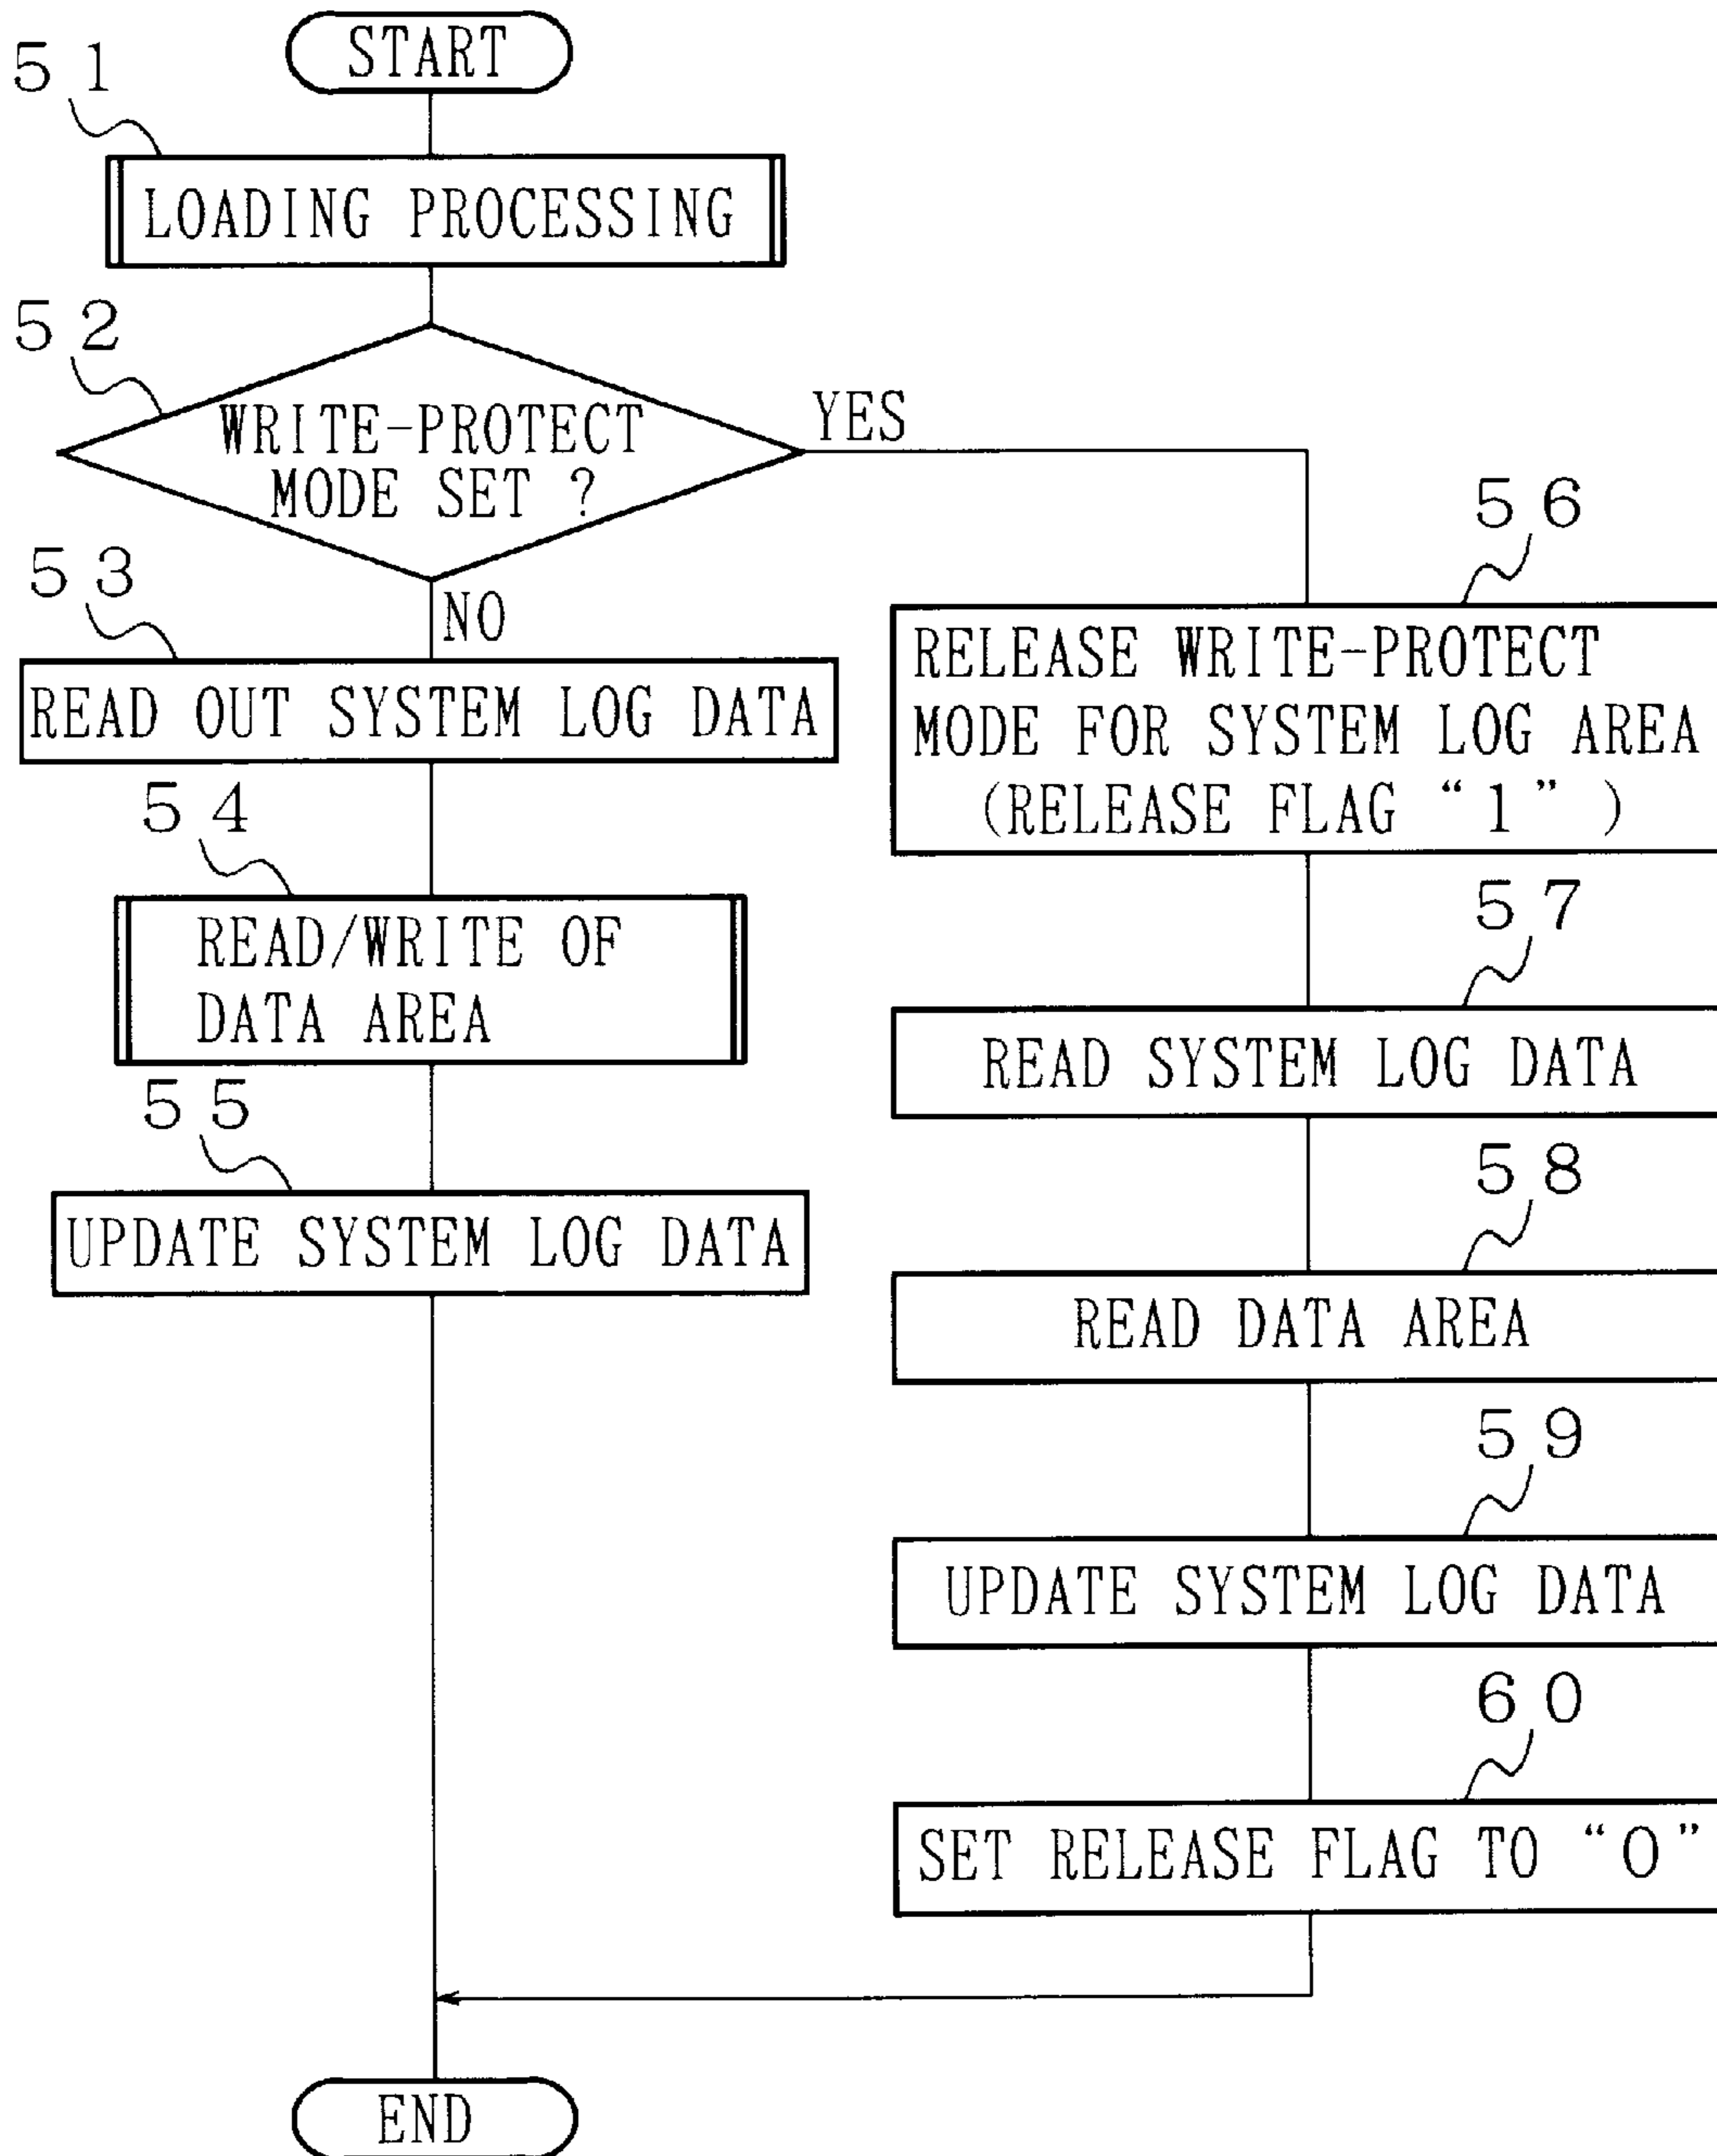 START
51
LOADING PROCESSING
52
WRITE-PROTECT
MODE SET ?
YES
NO
53
READ OUT SYSTEM LOG DATA
54
READ/WRITE OF
DATA AREA
55
UPDATE SYSTEM LOG DATA
56
RELEASE WRITE-PROTECT
MODE FOR SYSTEM LOG AREA
(RELEASE FLAG “1” )
57
READ SYSTEM LOG DATA
58
READ DATA AREA
59
UPDATE SYSTEM LOG DATA
60
SET RELEASE FLAG TO “0”
END